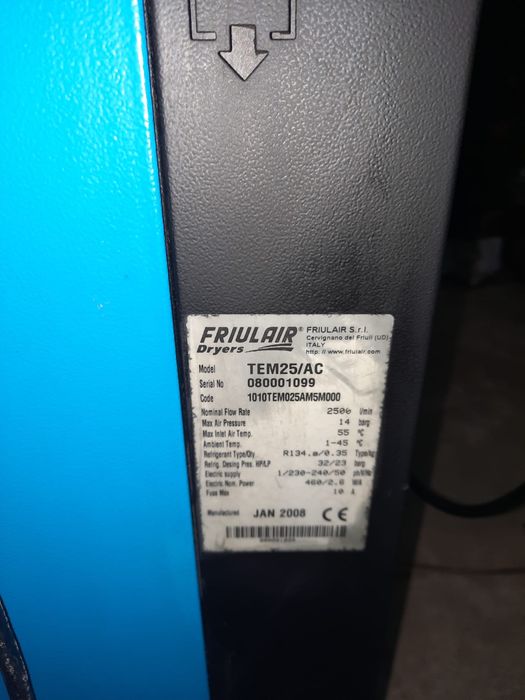 FRIULAIR® FRIULAIR S.r.l.
Dryers Cervignano del Friuli (UD)-
ITALY
http: // www.friulair.com
Model TEM25/AC
Serial No 080001099
Code 1010TEM025AM5M000
Nominal Flow Rate 2500 l/min
Max Air Pressure 14 barg
Max Inlet Air Temp. 55 °C
Ambient Temp. 1-45 °C
Refrigerant Type/Qty R134.a/0.35 Type/kg
Refrig. Desing Pres. HP/LP 32/23 barg
Electric supply 1/230-240/50 ph/V/Hz
Electric Nom. Power 460/2.6 W/A
Fuse Max 10 A
Manufactured JAN 2008 CE